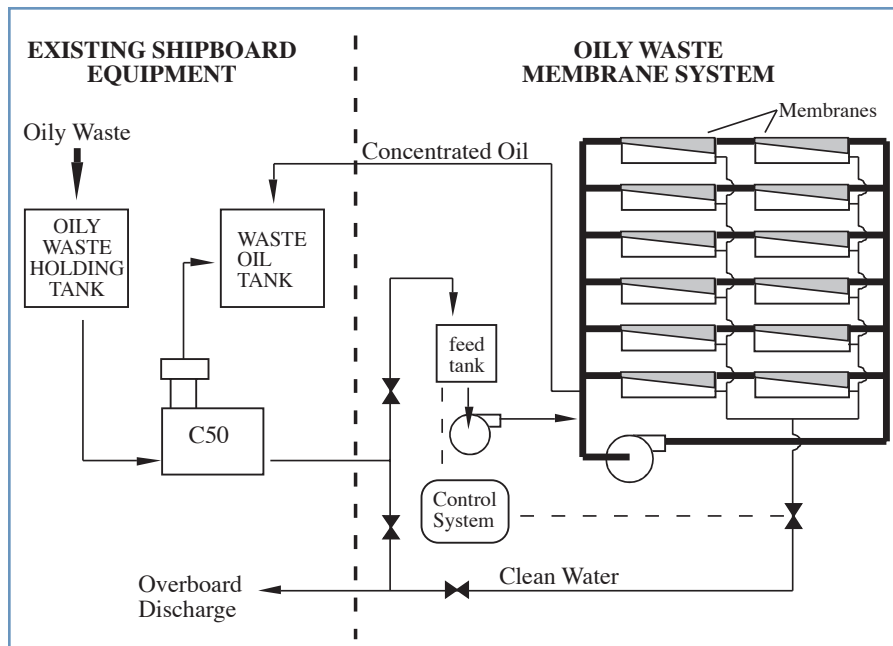 EXISTING SHIPBOARD
EQUIPMENT
OILY WASTE
MEMBRANE SYSTEM
Membranes
Oily Waste
Concentrated Oil
OILY
WASTE
HOLDING
TANK
WASTE
OIL
TANK
feed
tank
C50
Control
System
Clean Water
Overboard
Discharge